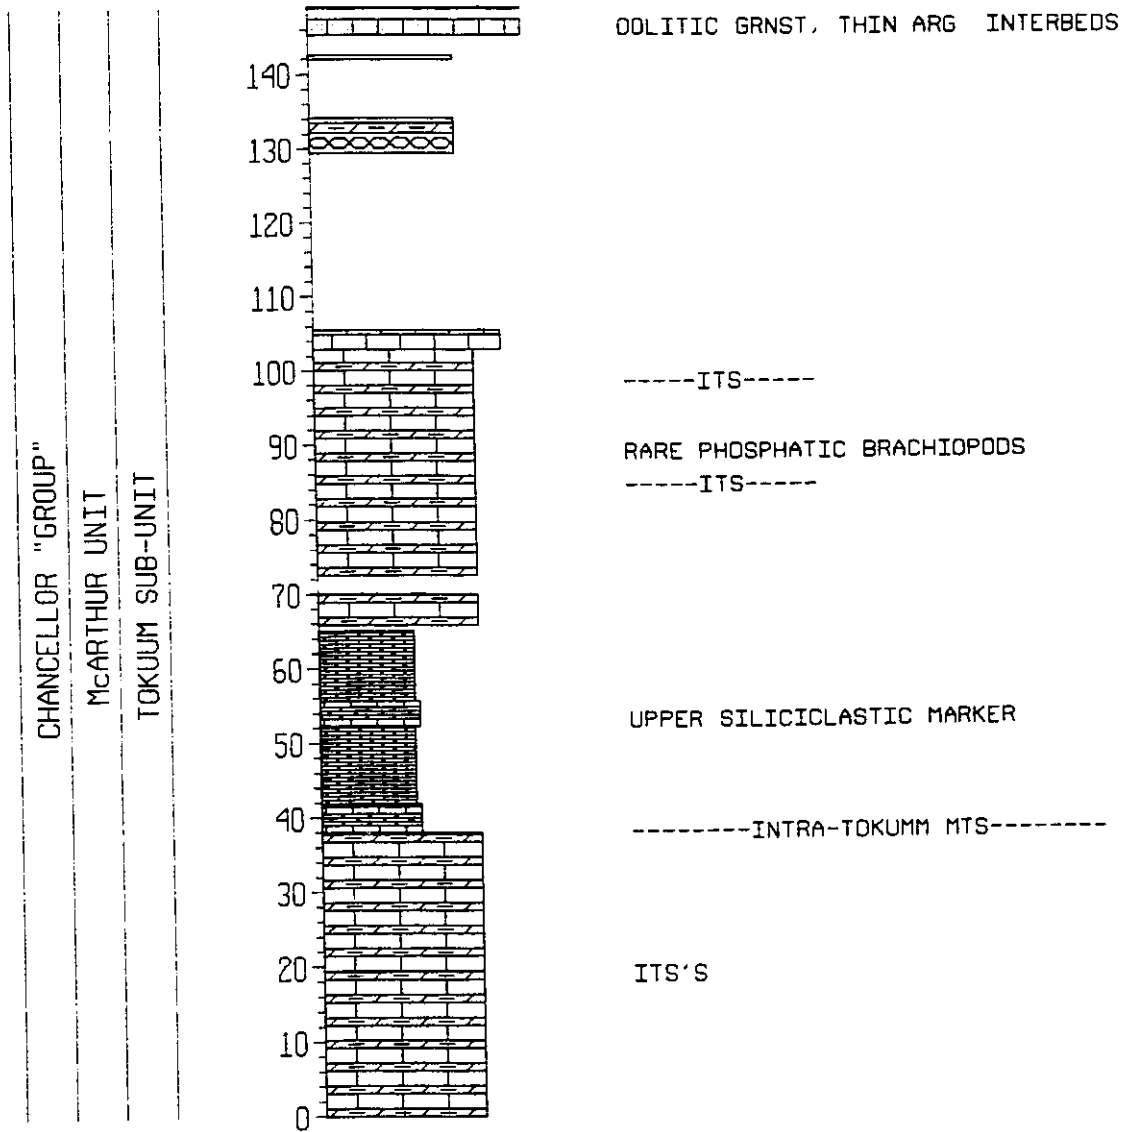 OOLITIC GRNST, THIN ARG INTERBEDS
140
130
120
110
100
-----ITS-----
90
RARE PHOSPHATIC BRACHIOPODS
-----ITS-----
80
70
60
UPPER SILICICLASTIC MARKER
50
40
--------INTRA-TOKUMM MTS--------
30
20
ITS'S
10
0
CHANCELLOR "GROUP"
McARTHUR UNIT
TOKUUM SUB-UNIT